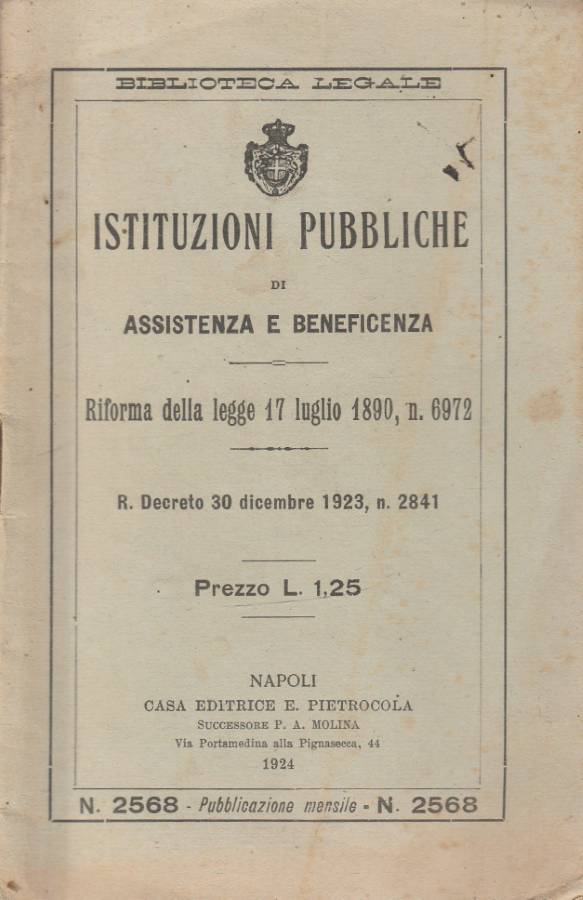 BIBLIOTECA LEGALE
ISTITUZIONI PUBBLICHE
DI
ASSISTENZA E BENEFICENZA
Riforma della legge 17 luglio 1890, n. 6972
R. Decreto 30 dicembre 1923, n. 2841
Prezzo L. 1,25
NAPOLI
CASA EDITRICE E. PIETROCOLA
SUCCESSORE P. A. MOLINA
Via Portamedina alla Pignasecca, 44
1924
N. 2568 - Pubblicazione mensile - N. 2568